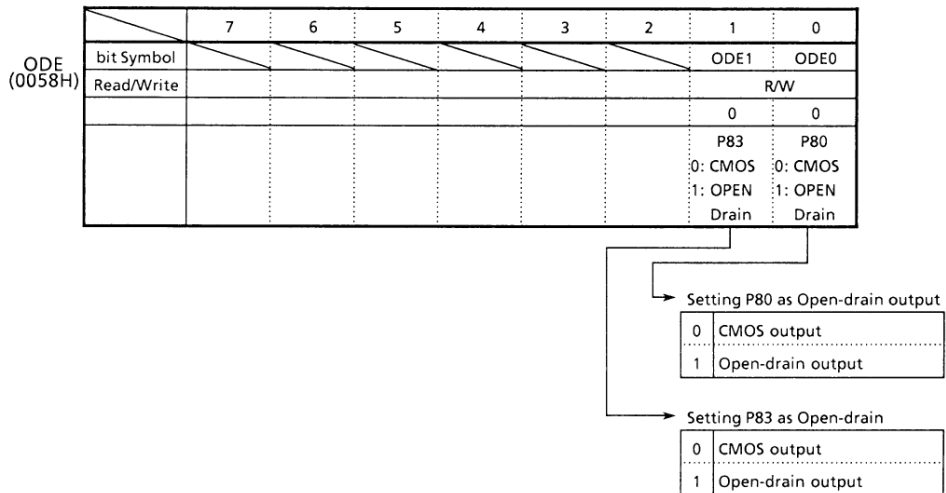 7 6 5 4 3 2 1 0
ODE
(0058H)
bit Symbol ODE1 ODE0
Read/Write R/W
0 0
P83 P80
0: CMOS 0: CMOS
1: OPEN 1: OPEN
Drain Drain
Setting P80 as Open-drain output
0 CMOS output
1 Open-drain output
Setting P83 as Open-drain
0 CMOS output
1 Open-drain output